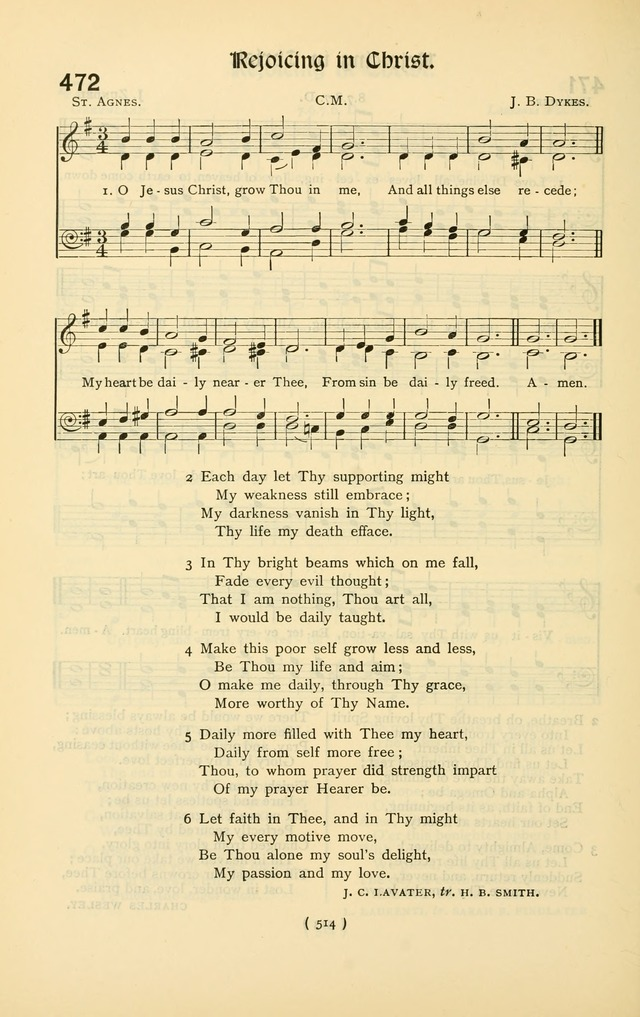 Rejoicing in Christ.
472
St. Agnes. C.M. J. B. Dykes.
3 4
1. O Je - sus Christ, grow Thou in me, And all things else re - cede;
3 4
My heart be dai - ly near - er Thee, From sin be dai - ly freed. A - men.
2 Each day let Thy supporting might
My weakness still embrace;
My darkness vanish in Thy light,
Thy life my death efface.
3 In Thy bright beams which on me fall,
Fade every evil thought;
That I am nothing, Thou art all,
I would be daily taught.
4 Make this poor self grow less and less,
Be Thou my life and aim;
O make me daily, through Thy grace,
More worthy of Thy Name.
5 Daily more filled with Thee my heart,
Daily from self more free;
Thou, to whom prayer did strength impart
Of my prayer Hearer be.
6 Let faith in Thee, and in Thy might
My every motive move,
Be Thou alone my soul's delight,
My passion and my love.
J. C. LAVATER, tr. H. B. SMITH.
( 514 )